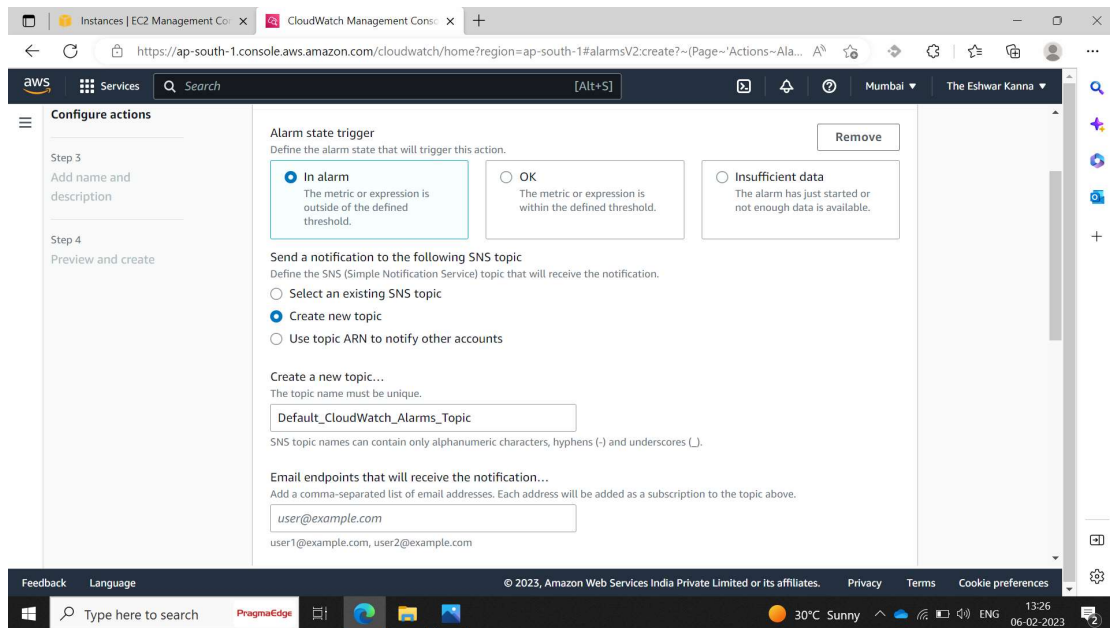 Instances | EC2 Management Con
CloudWatch Management Conso
https://ap-south-1.console.aws.amazon.com/cloudwatch/home?region=ap-south-1#alarmsV2:create?~(Page~'Actions~Ala...
aws
Services
Search
[Alt+S]
Mumbai
The Eshwar Kanna
Configure actions
Step 3
Add name and
description
Step 4
Preview and create
Alarm state trigger
Define the alarm state that will trigger this action.
Remove
In alarm
The metric or expression is
outside of the defined
threshold.
OK
The metric or expression is
within the defined threshold.
Insufficient data
The alarm has just started or
not enough data is available.
Send a notification to the following SNS topic
Define the SNS (Simple Notification Service) topic that will receive the notification.
Select an existing SNS topic
Create new topic
Use topic ARN to notify other accounts
Create a new topic...
The topic name must be unique.
Default_CloudWatch_Alarms_Topic
SNS topic names can contain only alphanumeric characters, hyphens (-) and underscores (_).
Email endpoints that will receive the notification...
Add a comma-separated list of email addresses. Each address will be added as a subscription to the topic above.
user@example.com
user1@example.com, user2@example.com
Feedback
Language
© 2023, Amazon Web Services India Private Limited or its affiliates.
Privacy
Terms
Cookie preferences
Type here to search
PragmaEdge
30°C Sunny
ENG
13:26
06-02-2023
2